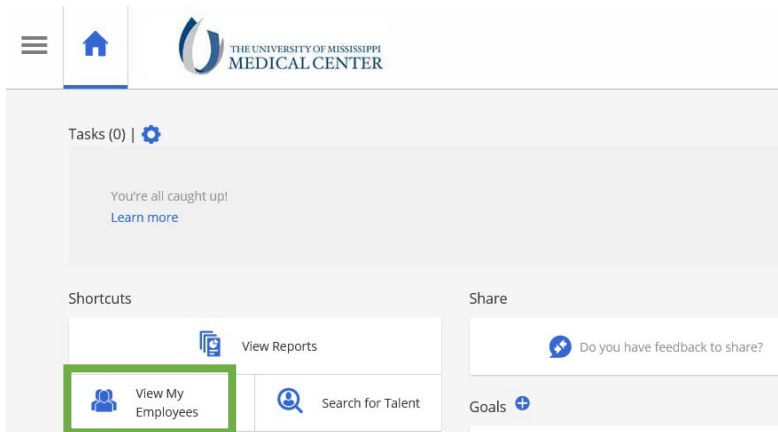 THE UNIVERSITY OF MISSISSIPPI
MEDICAL CENTER
Tasks (0) |
You're all caught up!
Learn more
Shortcuts
View Reports
View My
Employees
Search for Talent
Share
Do you have feedback to share?
Goals